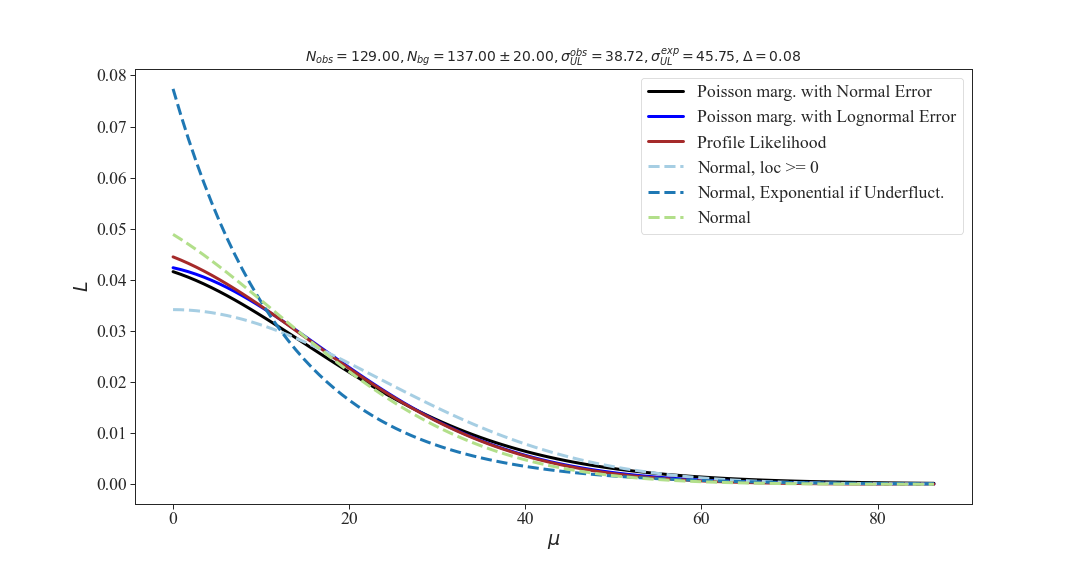 N_obs = 129.00, N_bg = 137.00 ± 20.00, σ_UL^obs = 38.72, σ_UL^exp = 45.75, Δ = 0.08
Poisson marg. with Normal Error
Poisson marg. with Lognormal Error
Profile Likelihood
Normal, loc >= 0
Normal, Exponential if Underfluct.
Normal
0.08
0.07
0.06
0.05
0.04
0.03
0.02
0.01
0.00
L
0 20 40 60 80
μ